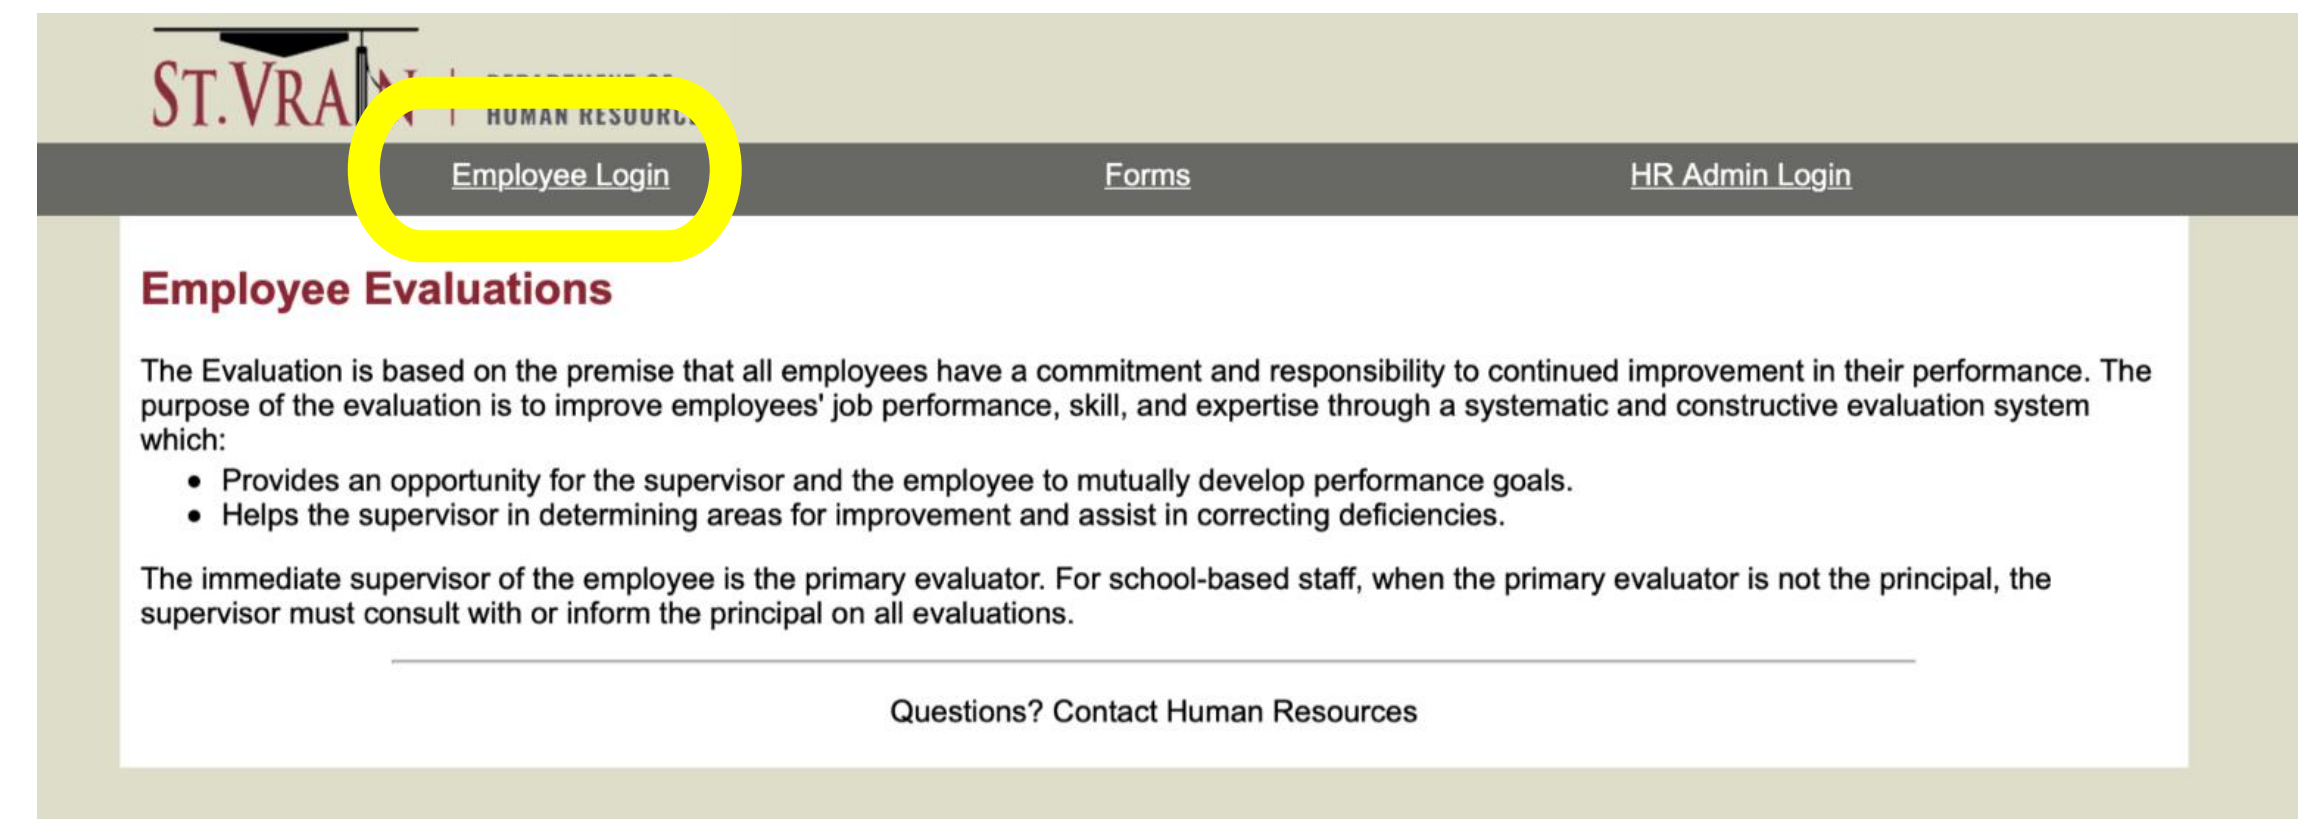 ST. VRAIN
DEPARTMENT OF
HUMAN
Employee Login Forms HR Admin Login
Employee Evaluations
The Evaluation is based on the premise that all employees have a commitment and responsibility to continued improvement in their performance. The
purpose of the evaluation is to improve employees' job performance, skill, and expertise through a systematic and constructive evaluation system
which:
• Provides an opportunity for the supervisor and the employee to mutually develop performance goals.
• Helps the supervisor in determining areas for improvement and assist in correcting deficiencies.
The immediate supervisor of the employee is the primary evaluator. For school-based staff, when the primary evaluator is not the principal, the
supervisor must consult with or inform the principal on all evaluations.
Questions? Contact Human Resources